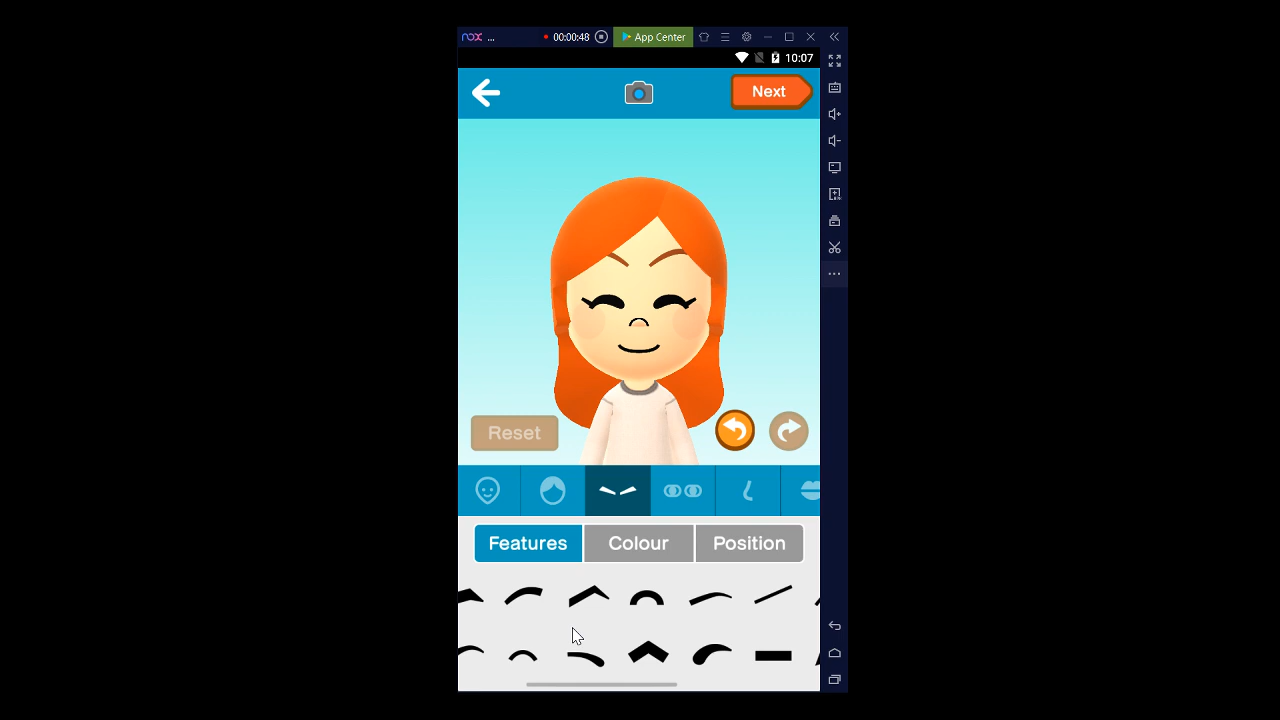 nox ... 00:00:48 App Center
10:07
Next
Reset
Features Colour Position